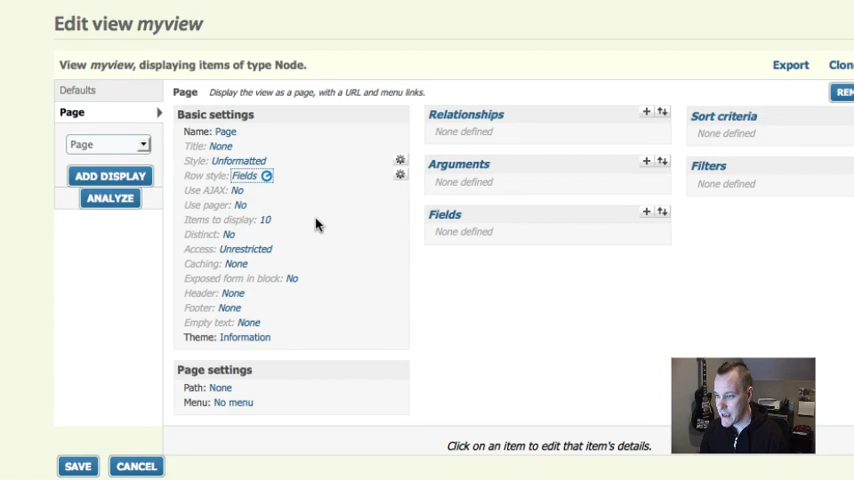 Edit view myview
View myview, displaying items of type Node.
Export
Clon
Defaults
Page
Page
ADD DISPLAY
ANALYZE
Page Display the view as a page, with a URL and menu links.
REM
Basic settings
Name: Page
Title: None
Style: Unformatted
Row style: Fields
Use AJAX: No
Use pager: No
Items to display: 10
Distinct: No
Access: Unrestricted
Caching: None
Exposed form in block: No
Header: None
Footer: None
Empty text: None
Theme: Information
Page settings
Path: None
Menu: No menu
Relationships
None defined
Arguments
None defined
Fields
None defined
Sort criteria
None defined
Filters
None defined
Click on an item to edit that item's details.
SAVE
CANCEL